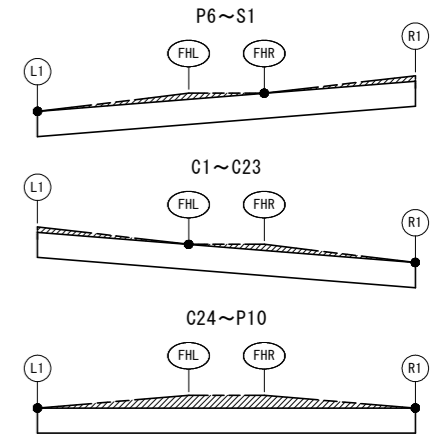 P6～S1
L1 FHL FHR R1
C1～C23
L1 FHL FHR R1
C24～P10
L1 FHL FHR R1